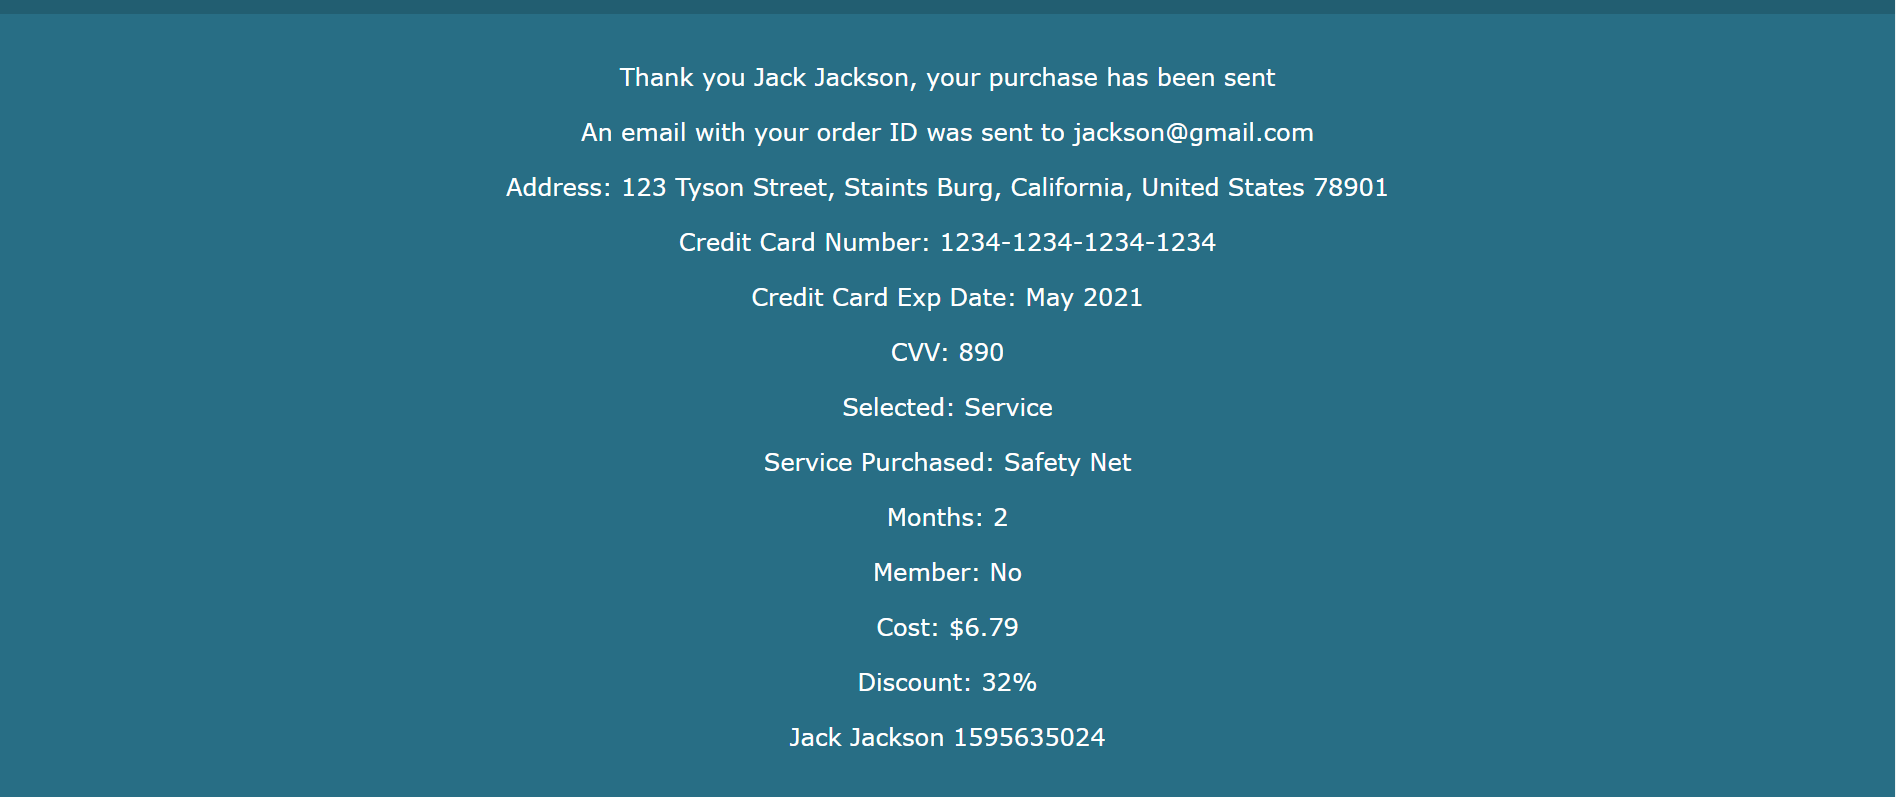 Thank you Jack Jackson, your purchase has been sent
An email with your order ID was sent to jackson@gmail.com
Address: 123 Tyson Street, Staints Burg, California, United States 78901
Credit Card Number: 1234-1234-1234-1234
Credit Card Exp Date: May 2021
CVV: 890
Selected: Service
Service Purchased: Safety Net
Months: 2
Member: No
Cost: $6.79
Discount: 32%
Jack Jackson 1595635024